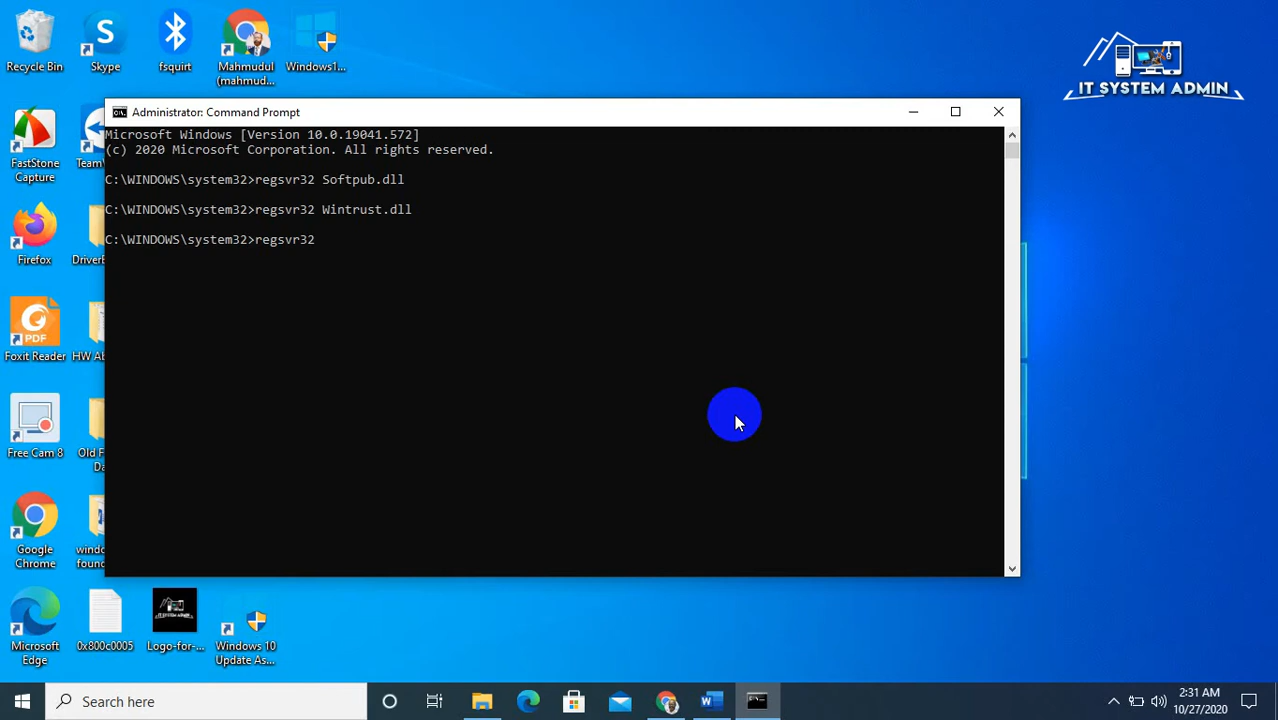 Recycle Bin
Skype
fsquirt
Mahmudul
(mahmud...
Windows1...
IT SYSTEM ADMIN
Administrator: Command Prompt
Microsoft Windows [Version 10.0.19041.572]
(c) 2020 Microsoft Corporation. All rights reserved.
C:\WINDOWS\system32>regsvr32 Softpub.dll
C:\WINDOWS\system32>regsvr32 Wintrust.dll
C:\WINDOWS\system32>regsvr32
FastStone
Capture
Team
Firefox
DriverB
PDF
Foxit Reader
HW Ab
Free Cam 8
Old F
Da
Google
Chrome
windo
foun
Microsoft
Edge
0x800c0005
Logo-for-...
Windows 10
Update As...
Search here
2:31 AM
10/27/2020